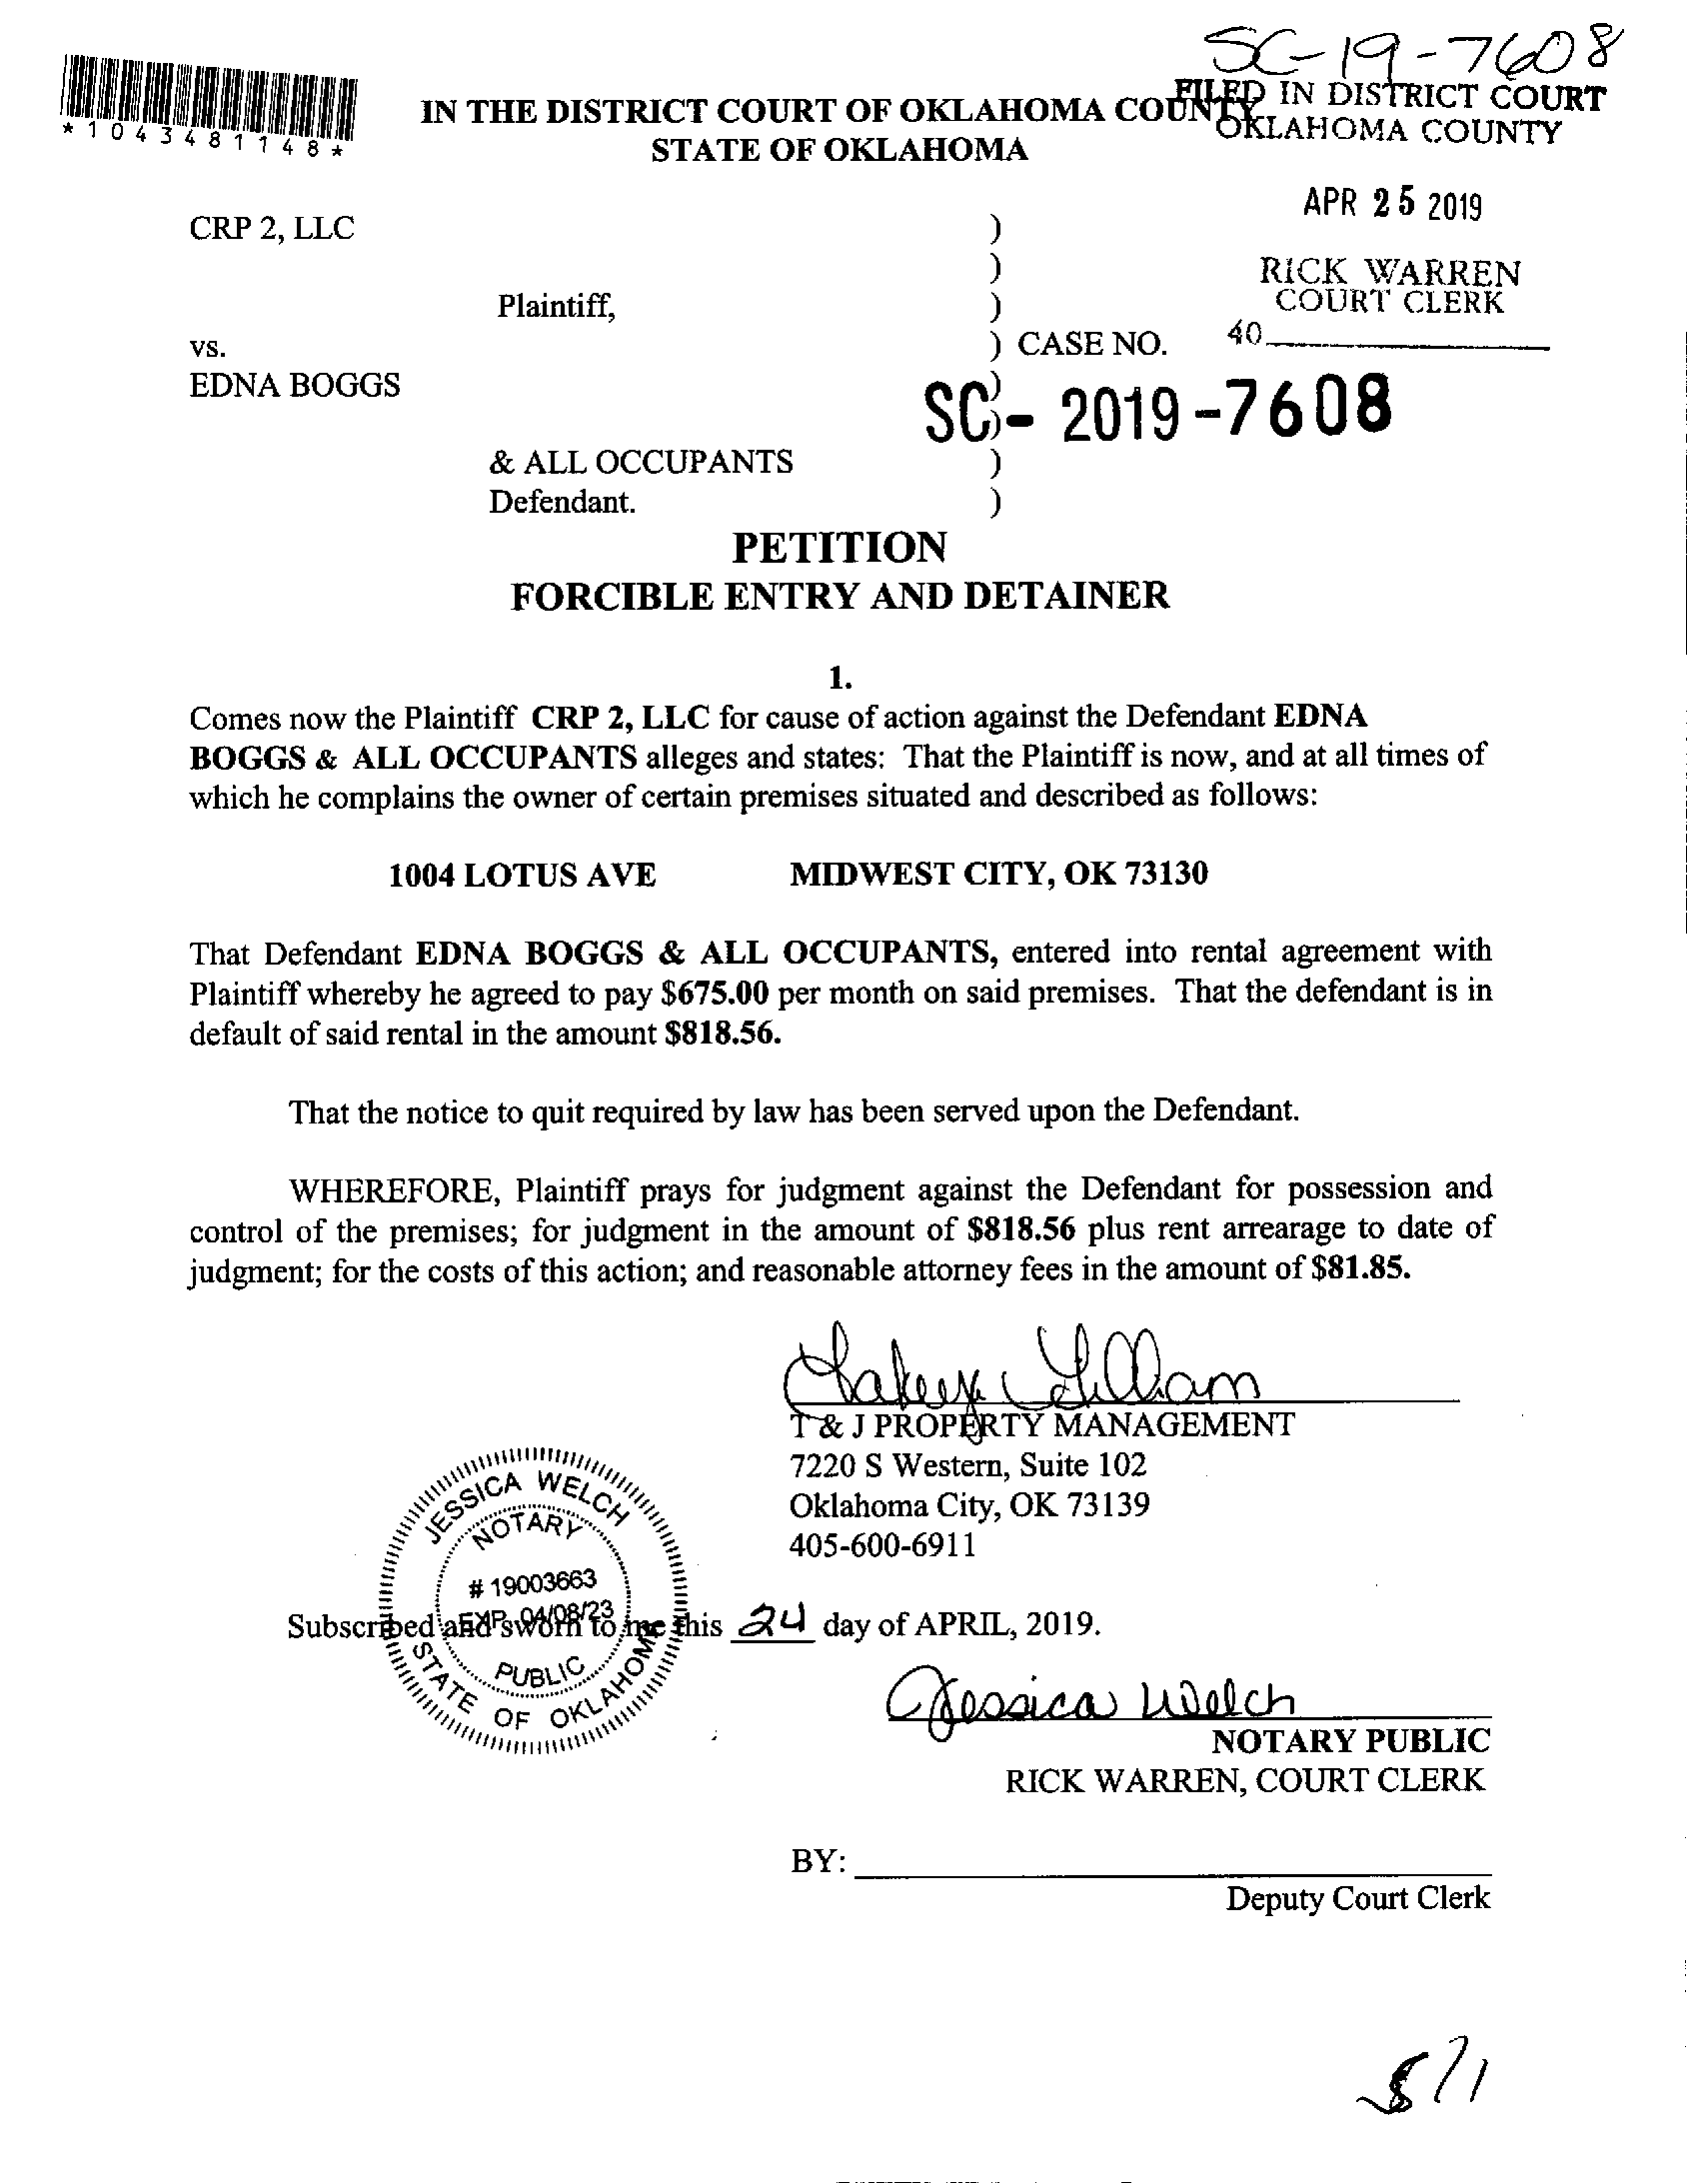 SC-19-7608
*1043481148*
IN THE DISTRICT COURT OF OKLAHOMA COUNTY
STATE OF OKLAHOMA
FILED IN DISTRICT COURT
OKLAHOMA COUNTY
APR 25 2019
RICK WARREN
COURT CLERK
40
CRP 2, LLC )
)
Plaintiff, )
vs. ) CASE NO.
EDNA BOGGS )
SC - 2019 - 7608
& ALL OCCUPANTS )
Defendant. )
PETITION
FORCIBLE ENTRY AND DETAINER
1.
Comes now the Plaintiff CRP 2, LLC for cause of action against the Defendant EDNA
BOGGS & ALL OCCUPANTS alleges and states: That the Plaintiff is now, and at all times of
which he complains the owner of certain premises situated and described as follows:
1004 LOTUS AVE MIDWEST CITY, OK 73130
That Defendant EDNA BOGGS & ALL OCCUPANTS, entered into rental agreement with
Plaintiff whereby he agreed to pay $675.00 per month on said premises. That the defendant is in
default of said rental in the amount $818.56.
That the notice to quit required by law has been served upon the Defendant.
WHEREFORE, Plaintiff prays for judgment against the Defendant for possession and
control of the premises; for judgment in the amount of $818.56 plus rent arrearage to date of
judgment; for the costs of this action; and reasonable attorney fees in the amount of $81.85.
T & J PROPERTY MANAGEMENT
7220 S Western, Suite 102
Oklahoma City, OK 73139
405-600-6911
JESSICA WELCH
NOTARY
# 19003663
EXP. 04/08/23
PUBLIC
STATE OF OKLAHOMA
Subscribed and sworn to me this 24 day of APRIL, 2019.
Jessica Welch
NOTARY PUBLIC
RICK WARREN, COURT CLERK
BY:
Deputy Court Clerk